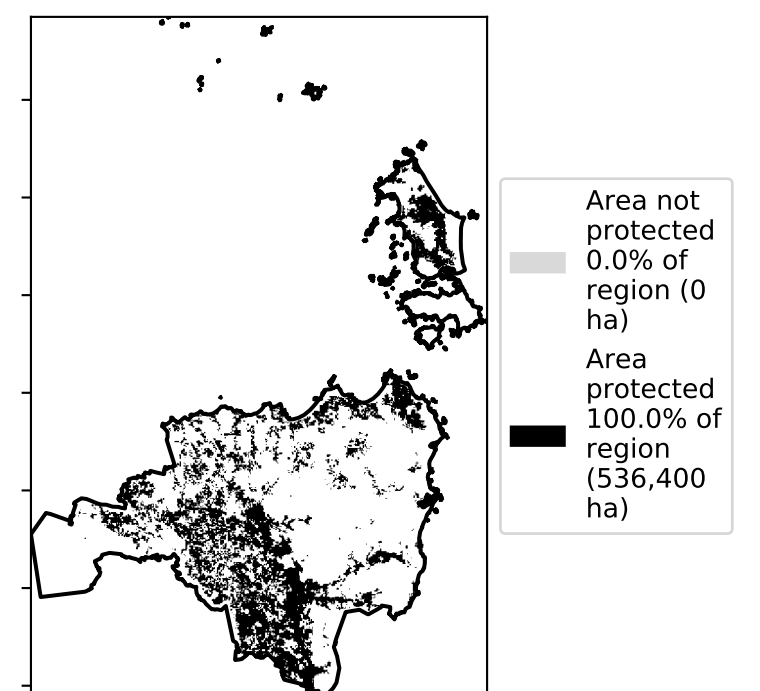 Area not
protected
0.0% of
region (0
ha)
Area
protected
100.0% of
region
(536,400
ha)